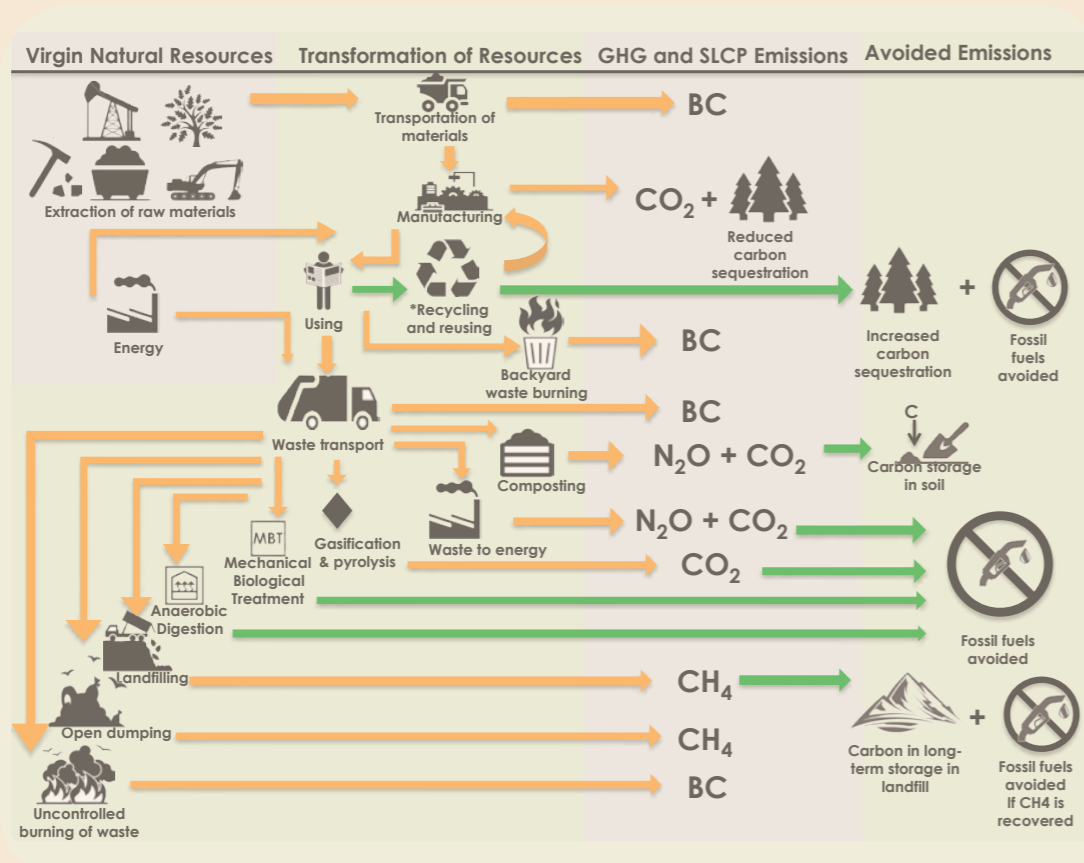 Virgin Natural Resources
Transformation of Resources
GHG and SLCP Emissions
Avoided Emissions
Transportation of
materials
BC
Extraction of raw materials
Manufacturing
CO2 +
Reduced
carbon
sequestration
Energy
Using
*Recycling
and reusing
+
Increased
carbon
sequestration
Fossil
fuels
avoided
Backyard
waste burning
BC
Waste transport
BC
Composting
N2O + CO2
C
Carbon storage
in soil
MBT
Mechanical
Biological
Treatment
Gasification
& pyrolysis
Waste to energy
N2O + CO2
CO2
Fossil fuels
avoided
Anaerobic
Digestion
Landfilling
CH4
+
Carbon in long-
term storage in
landfill
Fossil fuels
avoided
If CH4 is
recovered
Open dumping
CH4
Uncontrolled
burning of waste
BC